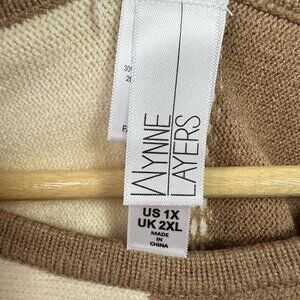 WYNNE
LAYERS
US 1X
UK 2XL
MADE
IN
CHINA